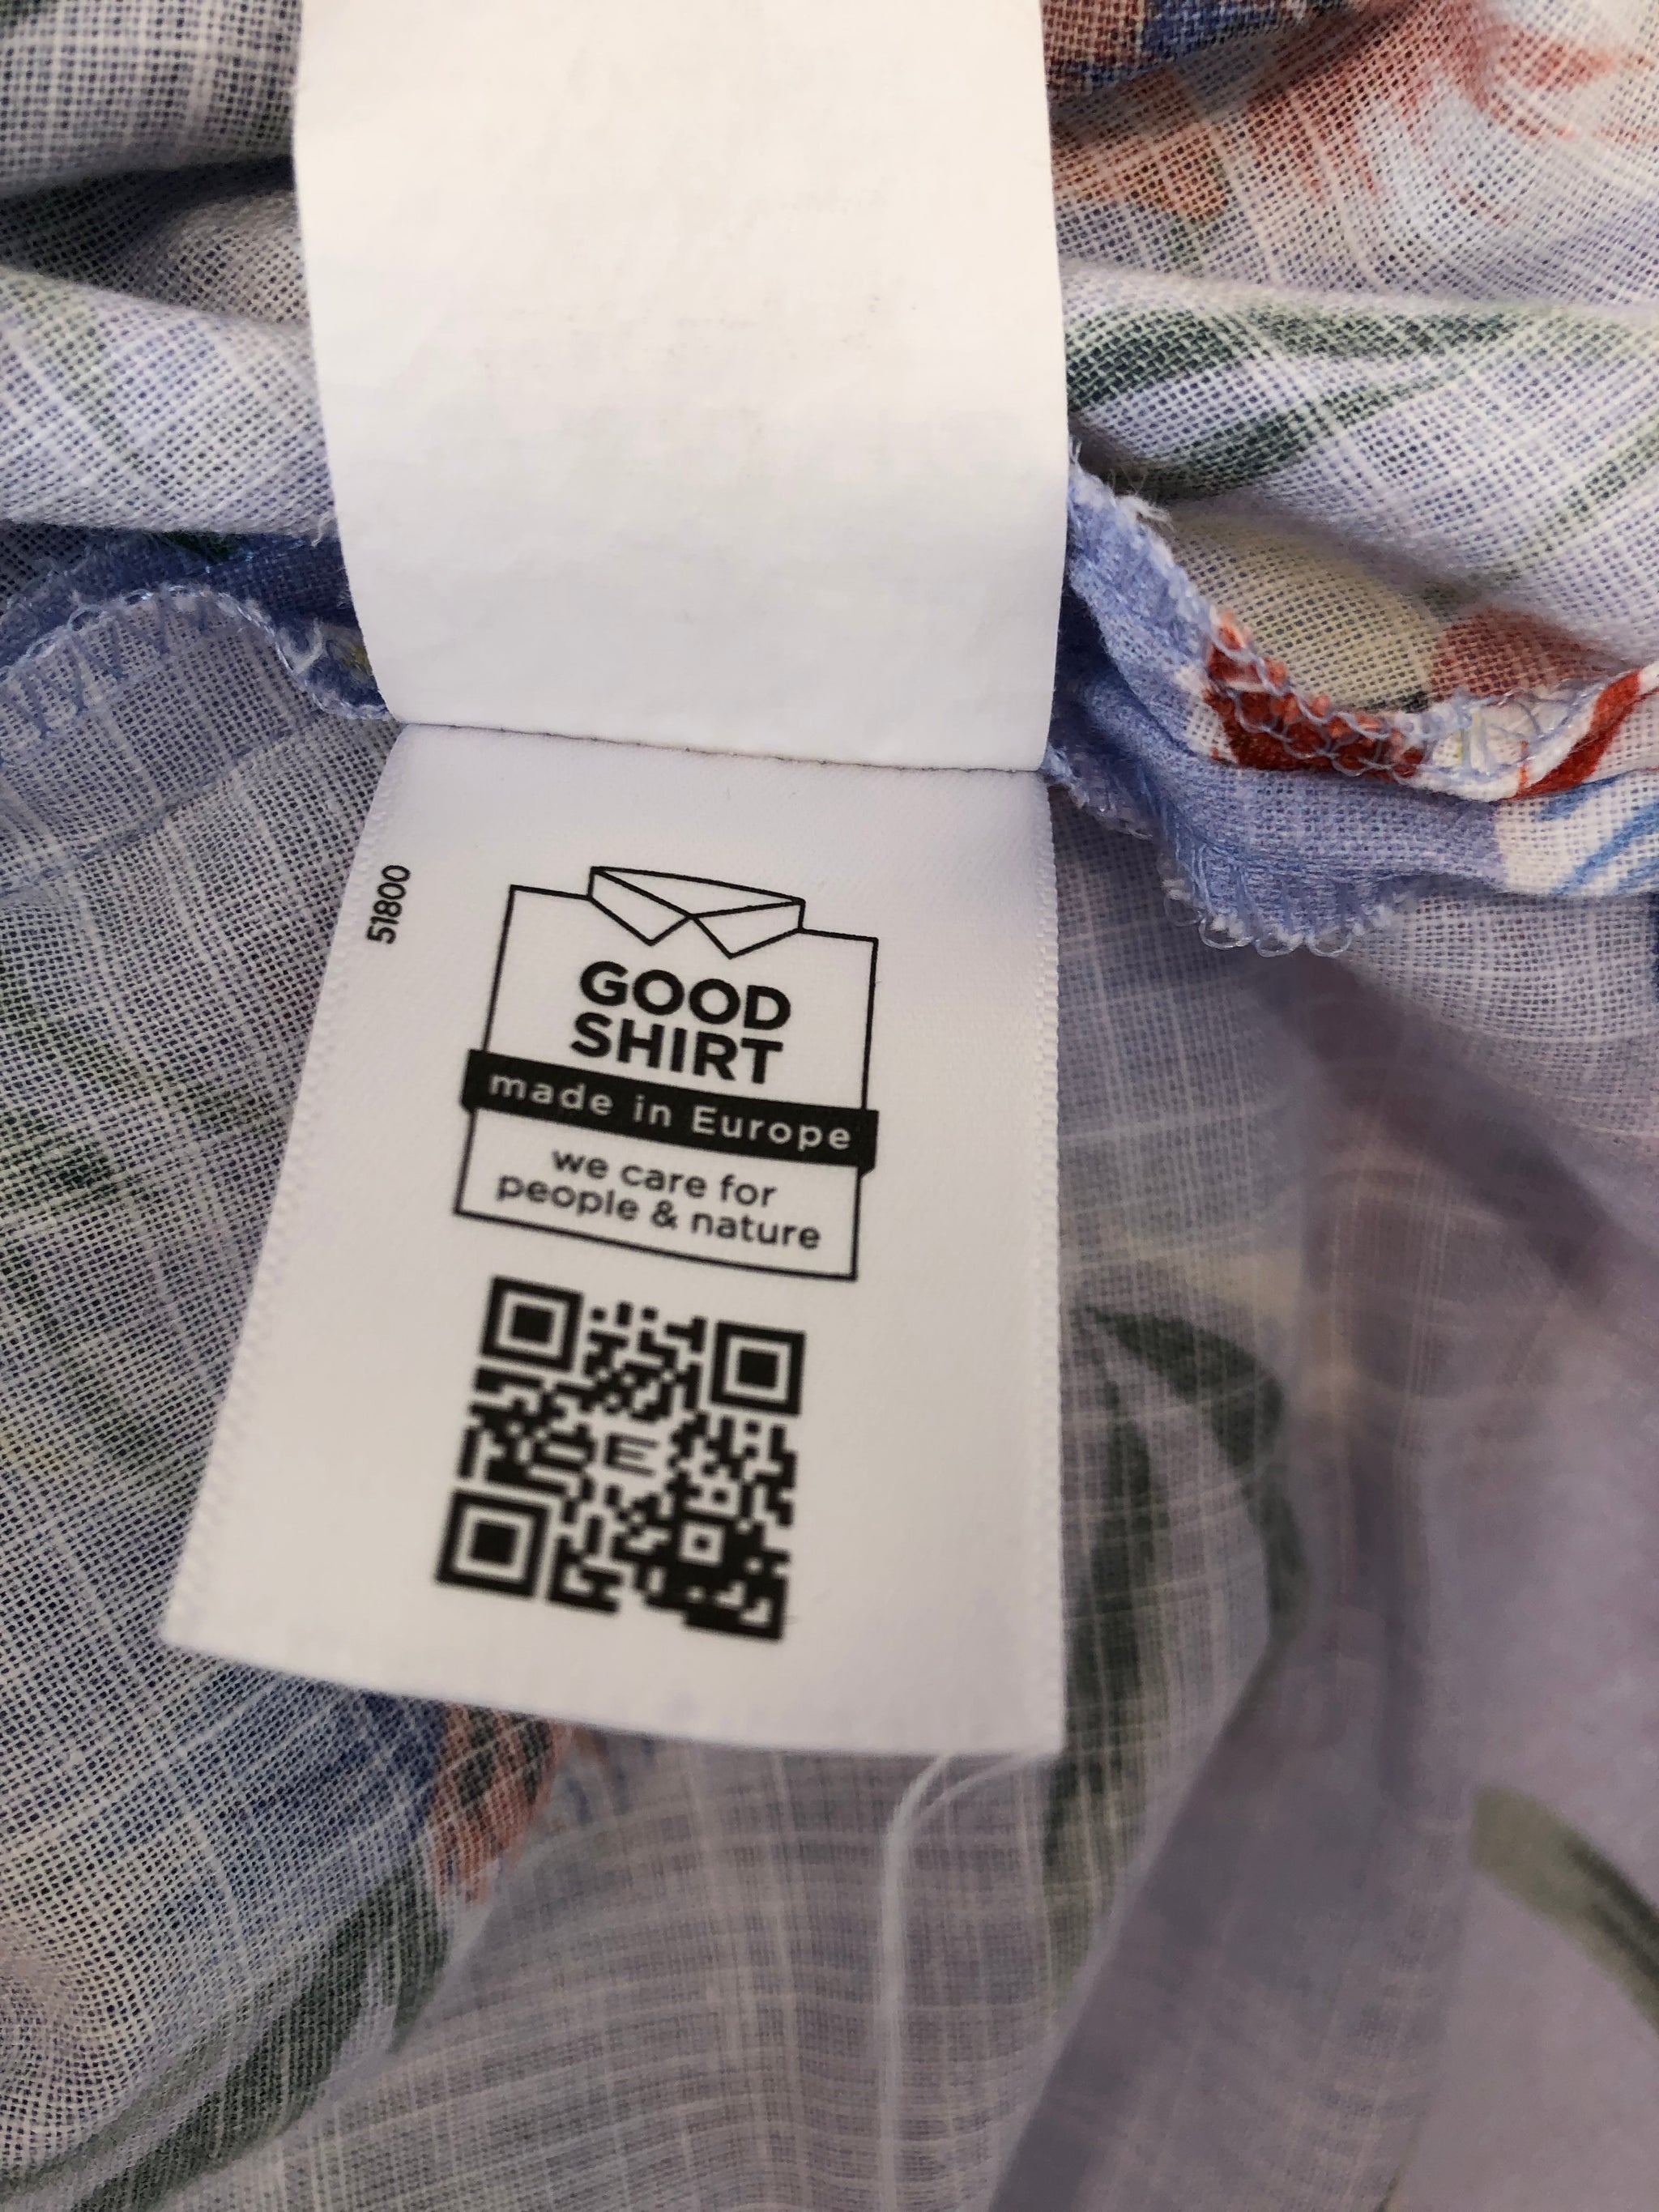 51800
GOOD
SHIRT
made in Europe
we care for
people & nature
E